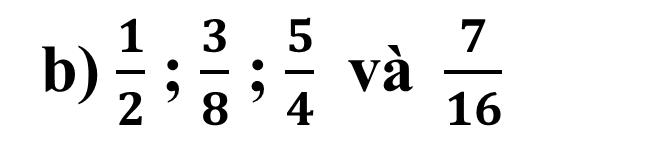 b) 1/2 ; 3/8 ; 5/4 và 7/16